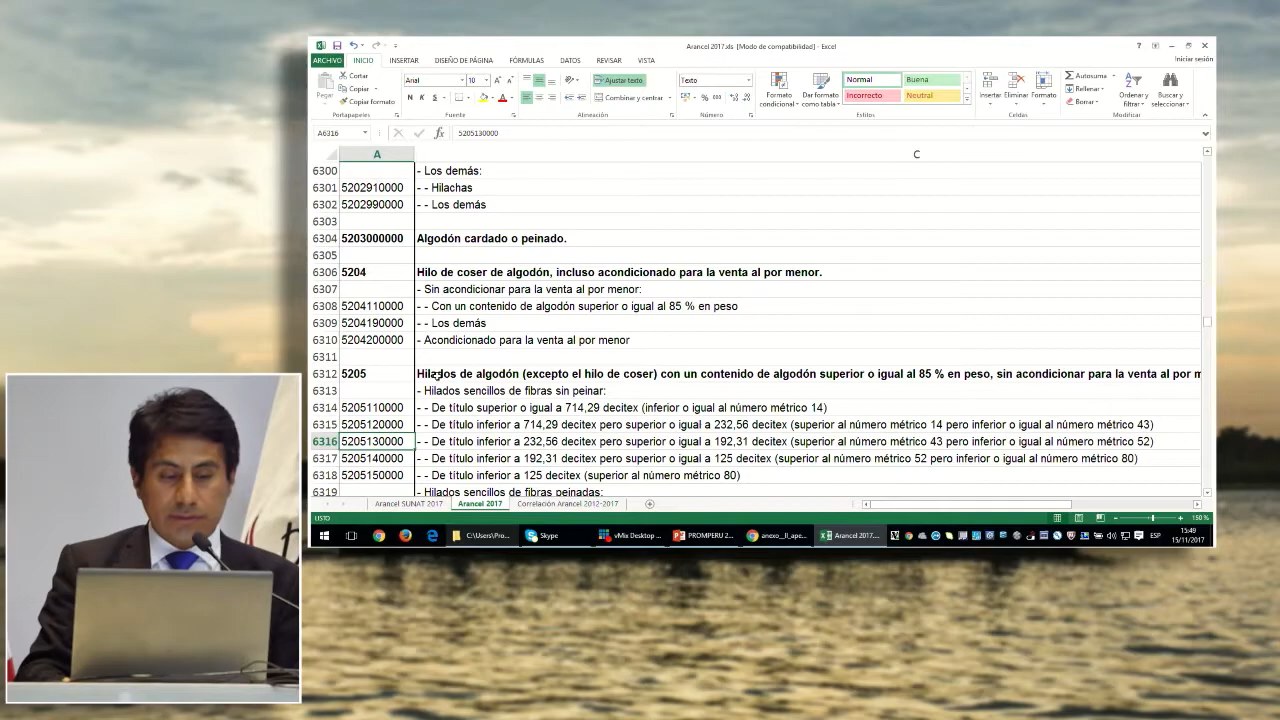 Arancel 2017.xls [Modo de compatibilidad] - Excel
Iniciar sesión
ARCHIVO INICIO INSERTAR DISEÑO DE PÁGINA FÓRMULAS DATOS REVISAR VISTA
Pegar
Cortar
Copiar
Copiar formato
Portapapeles
Arial 10
N K S
Fuente
Ajustar texto
Combinar y centrar
Alineación
Texto
% 000
Número
Formato condicional
Dar formato como tabla
Normal Buena
Incorrecto Neutral
Estilos
Insertar Eliminar Formato
Celdas
Autosuma
Rellenar
Borrar
Ordenar y filtrar
Buscar y seleccionar
Modificar
A6316 fx 5205130000
A C
6300 - Los demás:
6301 5202910000 - - Hilachas
6302 5202990000 - - Los demás
6303
6304 5203000000 Algodón cardado o peinado.
6305
6306 5204 Hilo de coser de algodón, incluso acondicionado para la venta al por menor.
6307 - Sin acondicionar para la venta al por menor:
6308 5204110000 - - Con un contenido de algodón superior o igual al 85 % en peso
6309 5204190000 - - Los demás
6310 5204200000 - Acondicionado para la venta al por menor
6311
6312 5205 Hilados de algodón (excepto el hilo de coser) con un contenido de algodón superior o igual al 85 % en peso, sin acondicionar para la venta al por m
6313 - Hilados sencillos de fibras sin peinar:
6314 5205110000 - - De título superior o igual a 714,29 decitex (inferior o igual al número métrico 14)
6315 5205120000 - - De título inferior a 714,29 decitex pero superior o igual a 232,56 decitex (superior al número métrico 14 pero inferior o igual al número métrico 43)
6316 5205130000 - - De título inferior a 232,56 decitex pero superior o igual a 192,31 decitex (superior al número métrico 43 pero inferior o igual al número métrico 52)
6317 5205140000 - - De título inferior a 192,31 decitex pero superior o igual a 125 decitex (superior al número métrico 52 pero inferior o igual al número métrico 80)
6318 5205150000 - - De título inferior a 125 decitex (superior al número métrico 80)
6319 - Hilados sencillos de fibras peinadas:
Arancel SUNAT 2017 Arancel 2017 Correlación Arancel 2012-2017
LISTO 150 %
C:\Users\Pro... Skype vMix Desktop ... PROMPERU 2... anexo__II_ape... Arancel 2017.... ESP 15:49
15/11/2017